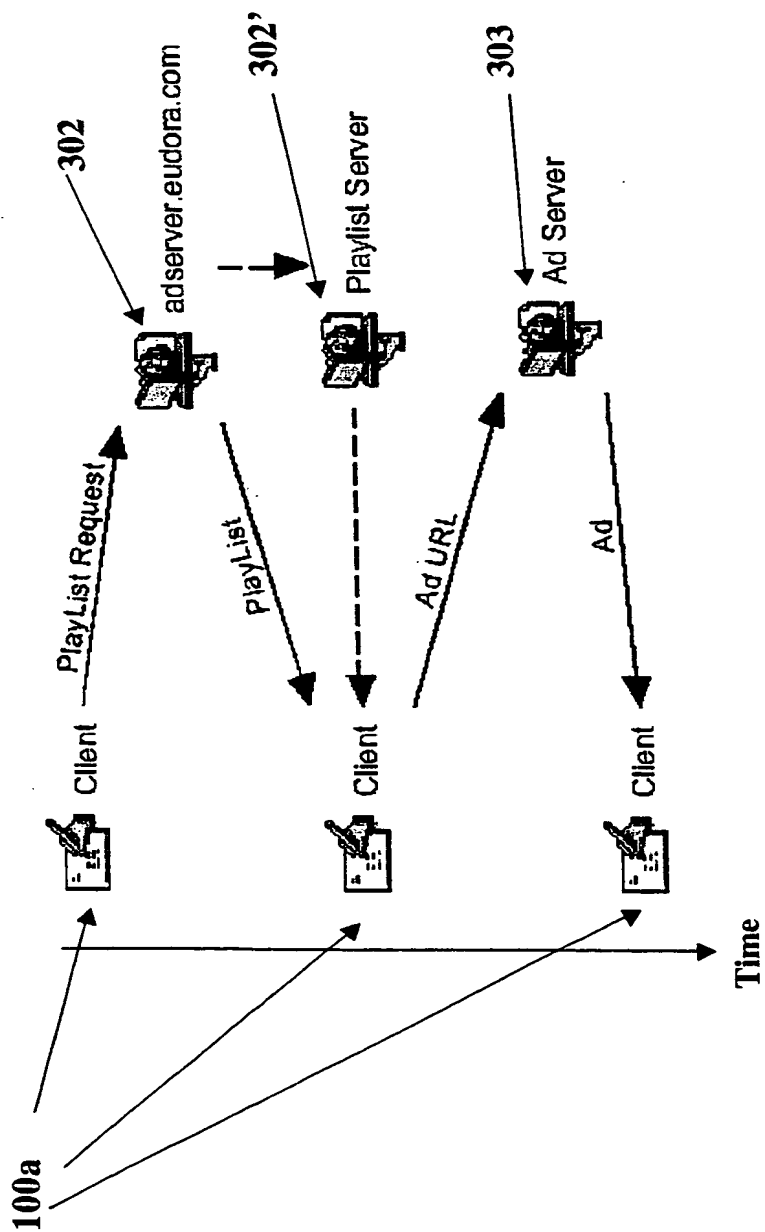 302
adserver.eudora.com
PlayList Request
Client
302'
Playlist Server
PlayList
Client
303
Ad Server
Ad URL
Ad
Client
100a
Time